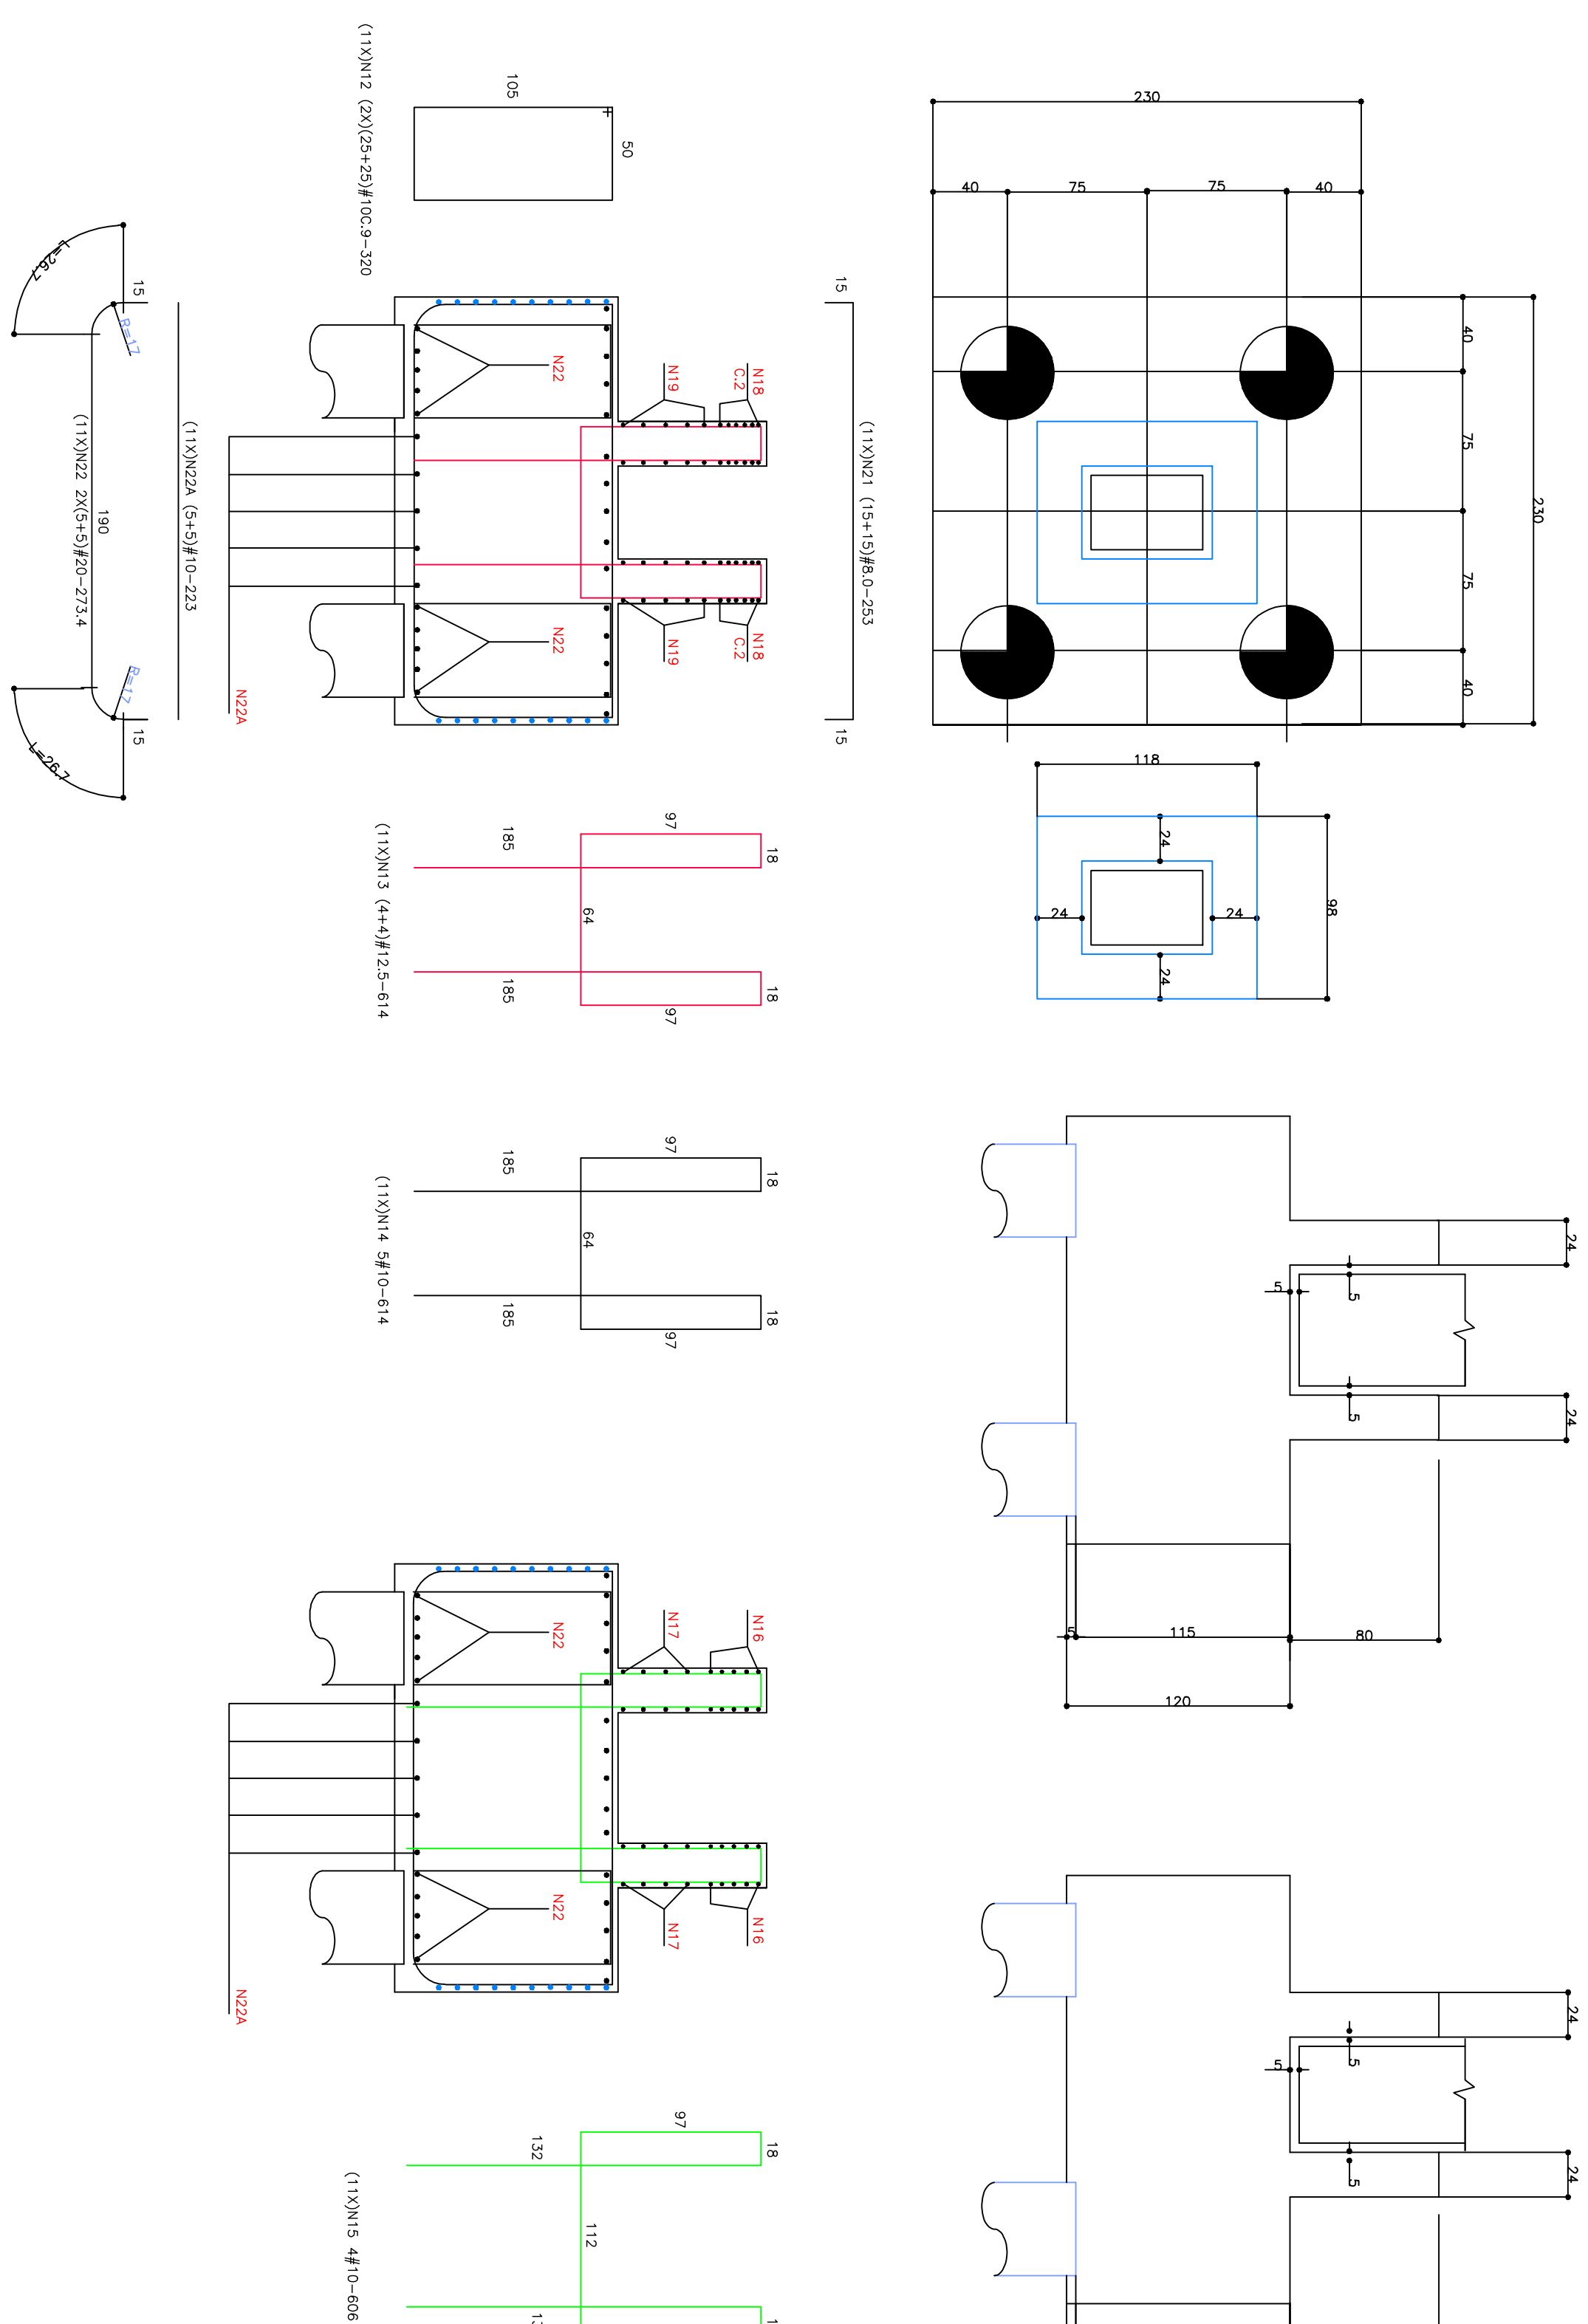 230
40
75
75
40
40
75
75
40
230
118
24
98
24
24
24
24
5
5
5
24
5
115
80
120
24
5
5
5
24
105
50
(11X)N12 (2X)(25+25)#10C.9-320
15
(11X)N21 (15+15)#8.0-253
15
N18
C.2
N19
N22
N18
C.2
N19
N22
N22A
(11X)N22A (5+5)#10-223
15
R=17
L=26.7
190
(11X)N22 2X(5+5)#20-273.4
R=17
15
L=26.7
97
18
185
64
18
185
97
(11X)N13 (4+4)#12.5-614
97
18
185
64
18
185
97
(11X)N14 5#10-614
N16
N17
N22
N16
N17
N22
N22A
97
18
132
112
(11X)N15 4#10-606